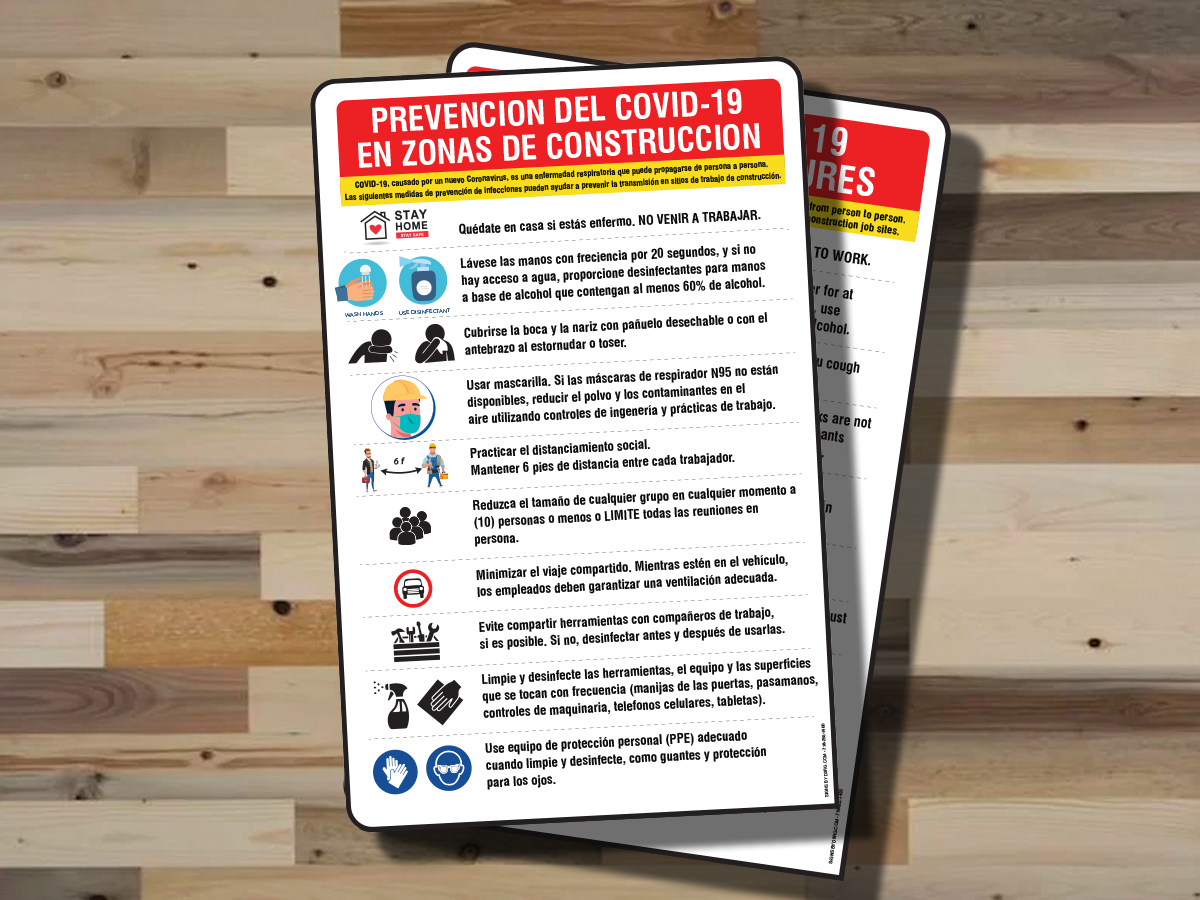 PREVENCION DEL COVID-19
EN ZONAS DE CONSTRUCCION
COVID-19, causado por un nuevo Coronavirus, es una enfermedad respiratoria que puede propagarse de persona a persona.
Las siguientes medidas de prevención de infecciones pueden ayudar a prevenir la transmisión en sitios de trabajo de construcción.
STAY
HOME
STAY SAFE
Quédate en casa si estás enfermo. NO VENIR A TRABAJAR.
WASH HANDS
USE DISINFECTANT
Lávese las manos con freciencia por 20 segundos, y si no
hay acceso a agua, proporcione desinfectantes para manos
a base de alcohol que contengan al menos 60% de alcohol.
Cubrirse la boca y la nariz con pañuelo desechable o con el
antebrazo al estornudar o toser.
Usar mascarilla. Si las máscaras de respirador N95 no están
disponibles, reducir el polvo y los contaminantes en el
aire utilizando controles de ingenería y prácticas de trabajo.
6 f
Practicar el distanciamiento social.
Mantener 6 pies de distancia entre cada trabajador.
Reduzca el tamaño de cualquier grupo en cualquier momento a
(10) personas o menos o LIMITE todas las reuniones en
persona.
Minimizar el viaje compartido. Mientras estén en el vehículo,
los empleados deben garantizar una ventilación adecuada.
Evite compartir herramientas con compañeros de trabajo,
si es posible. Si no, desinfectar antes y después de usarlas.
Limpie y desinfecte las herramientas, el equipo y las superficies
que se tocan con frecuencia (manijas de las puertas, pasamanos,
controles de maquinaria, telefonos celulares, tabletas).
Use equipo de protección personal (PPE) adecuado
cuando limpie y desinfecte, como guantes y protección
para los ojos.
19
URES
from person to person.
construction job sites.
TO WORK.
er for at
, use
lcohol.
u cough
ks are not
ants
n
ust